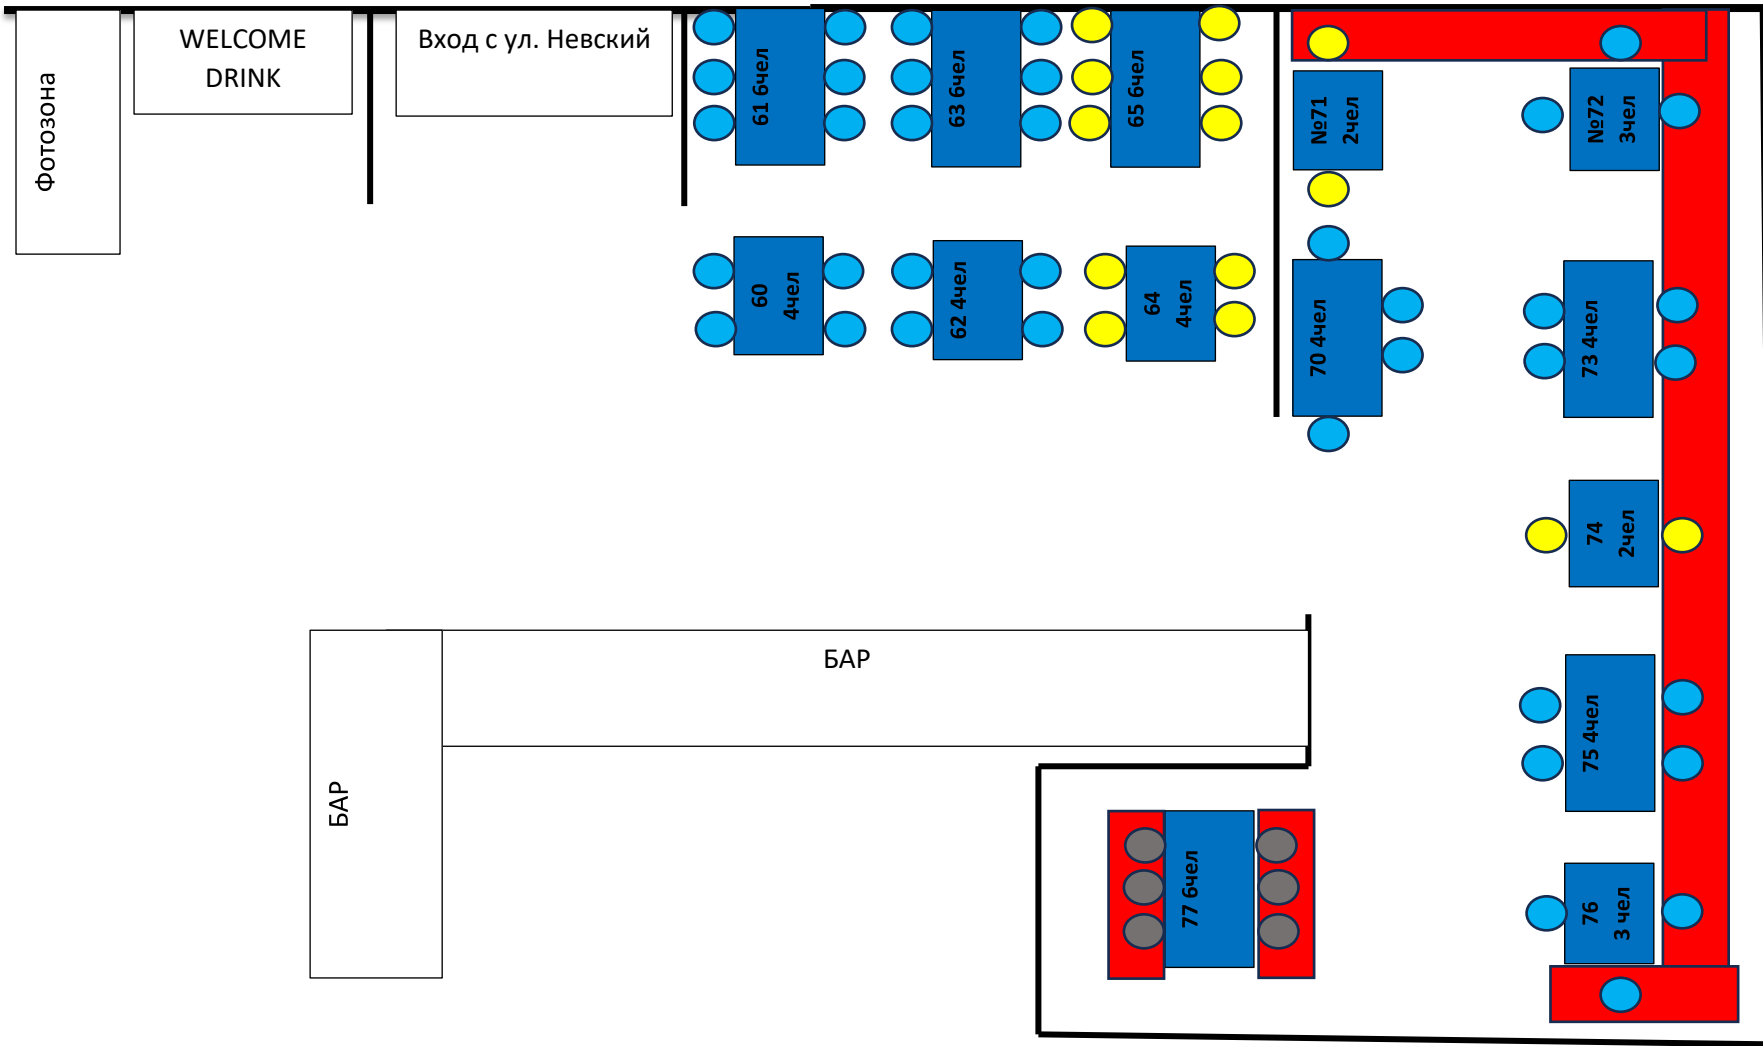 Фотозона
WELCOME
DRINK
Вход с ул. Невский
61 6чел
63 6чел
65 6чел
№71
2чел
№72
3чел
60
4чел
62 4чел
64
4чел
70 4чел
73 4чел
74
2чел
БАР
БАР
75 4чел
77 6чел
76
3 чел